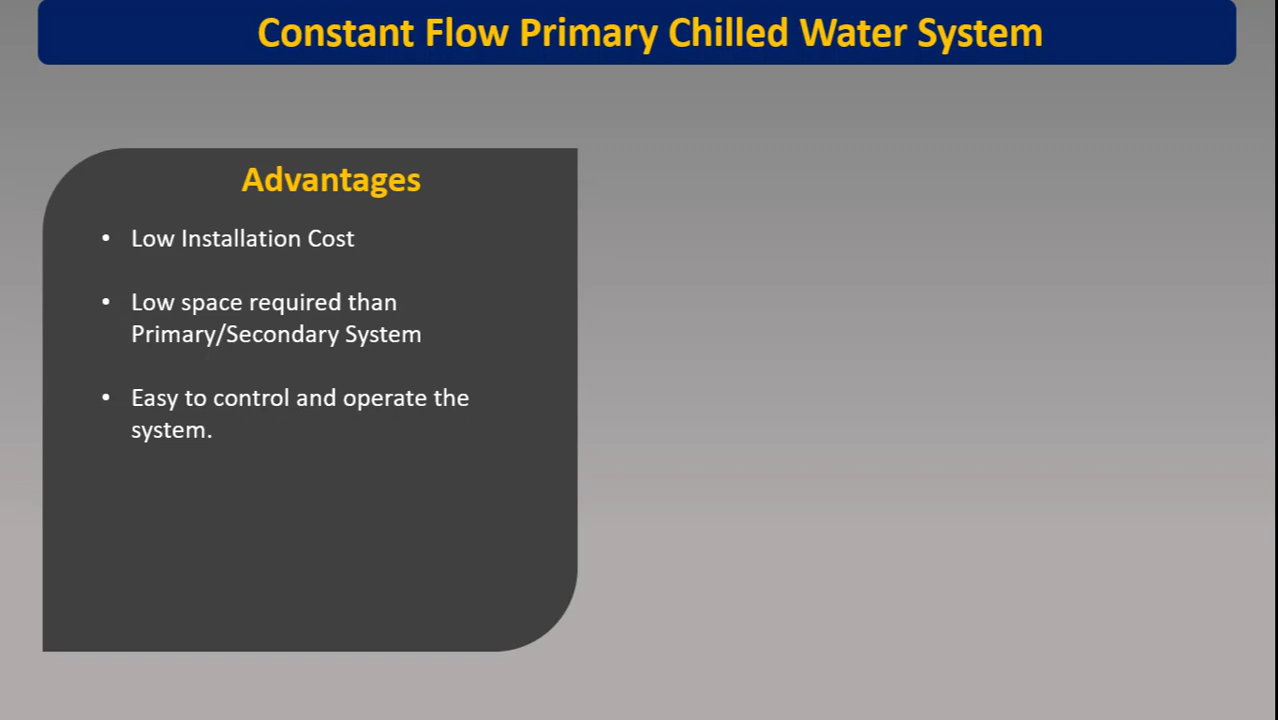 Constant Flow Primary Chilled Water System
Advantages
• Low Installation Cost
• Low space required than
Primary/Secondary System
• Easy to control and operate the
system.